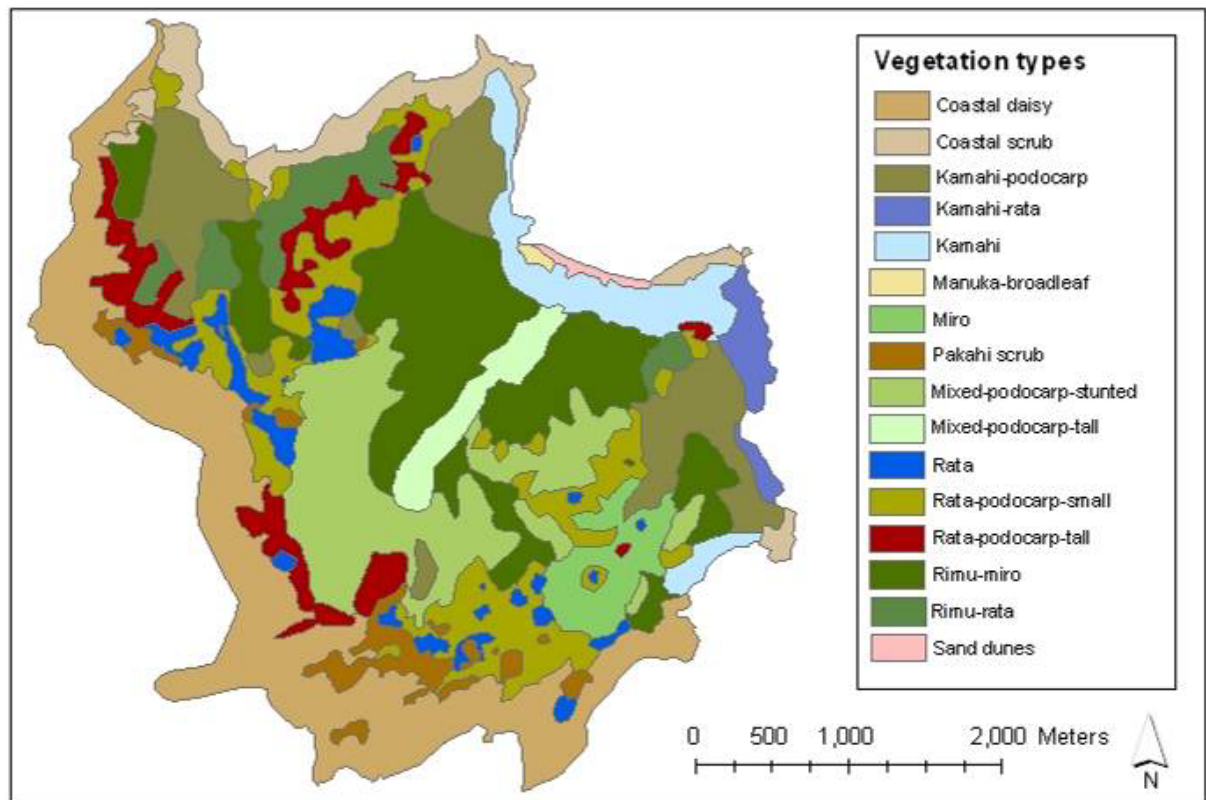 Vegetation types
Coastal daisy
Coastal scrub
Kamahi-podocarp
Kamahi-rata
Kamahi
Manuka-broadleaf
Miro
Pakahi scrub
Mixed-podocarp-stunted
Mixed-podocarp-tall
Rata
Rata-podocarp-small
Rata-podocarp-tall
Rimu-miro
Rimu-rata
Sand dunes
0 500 1,000 2,000 Meters
N